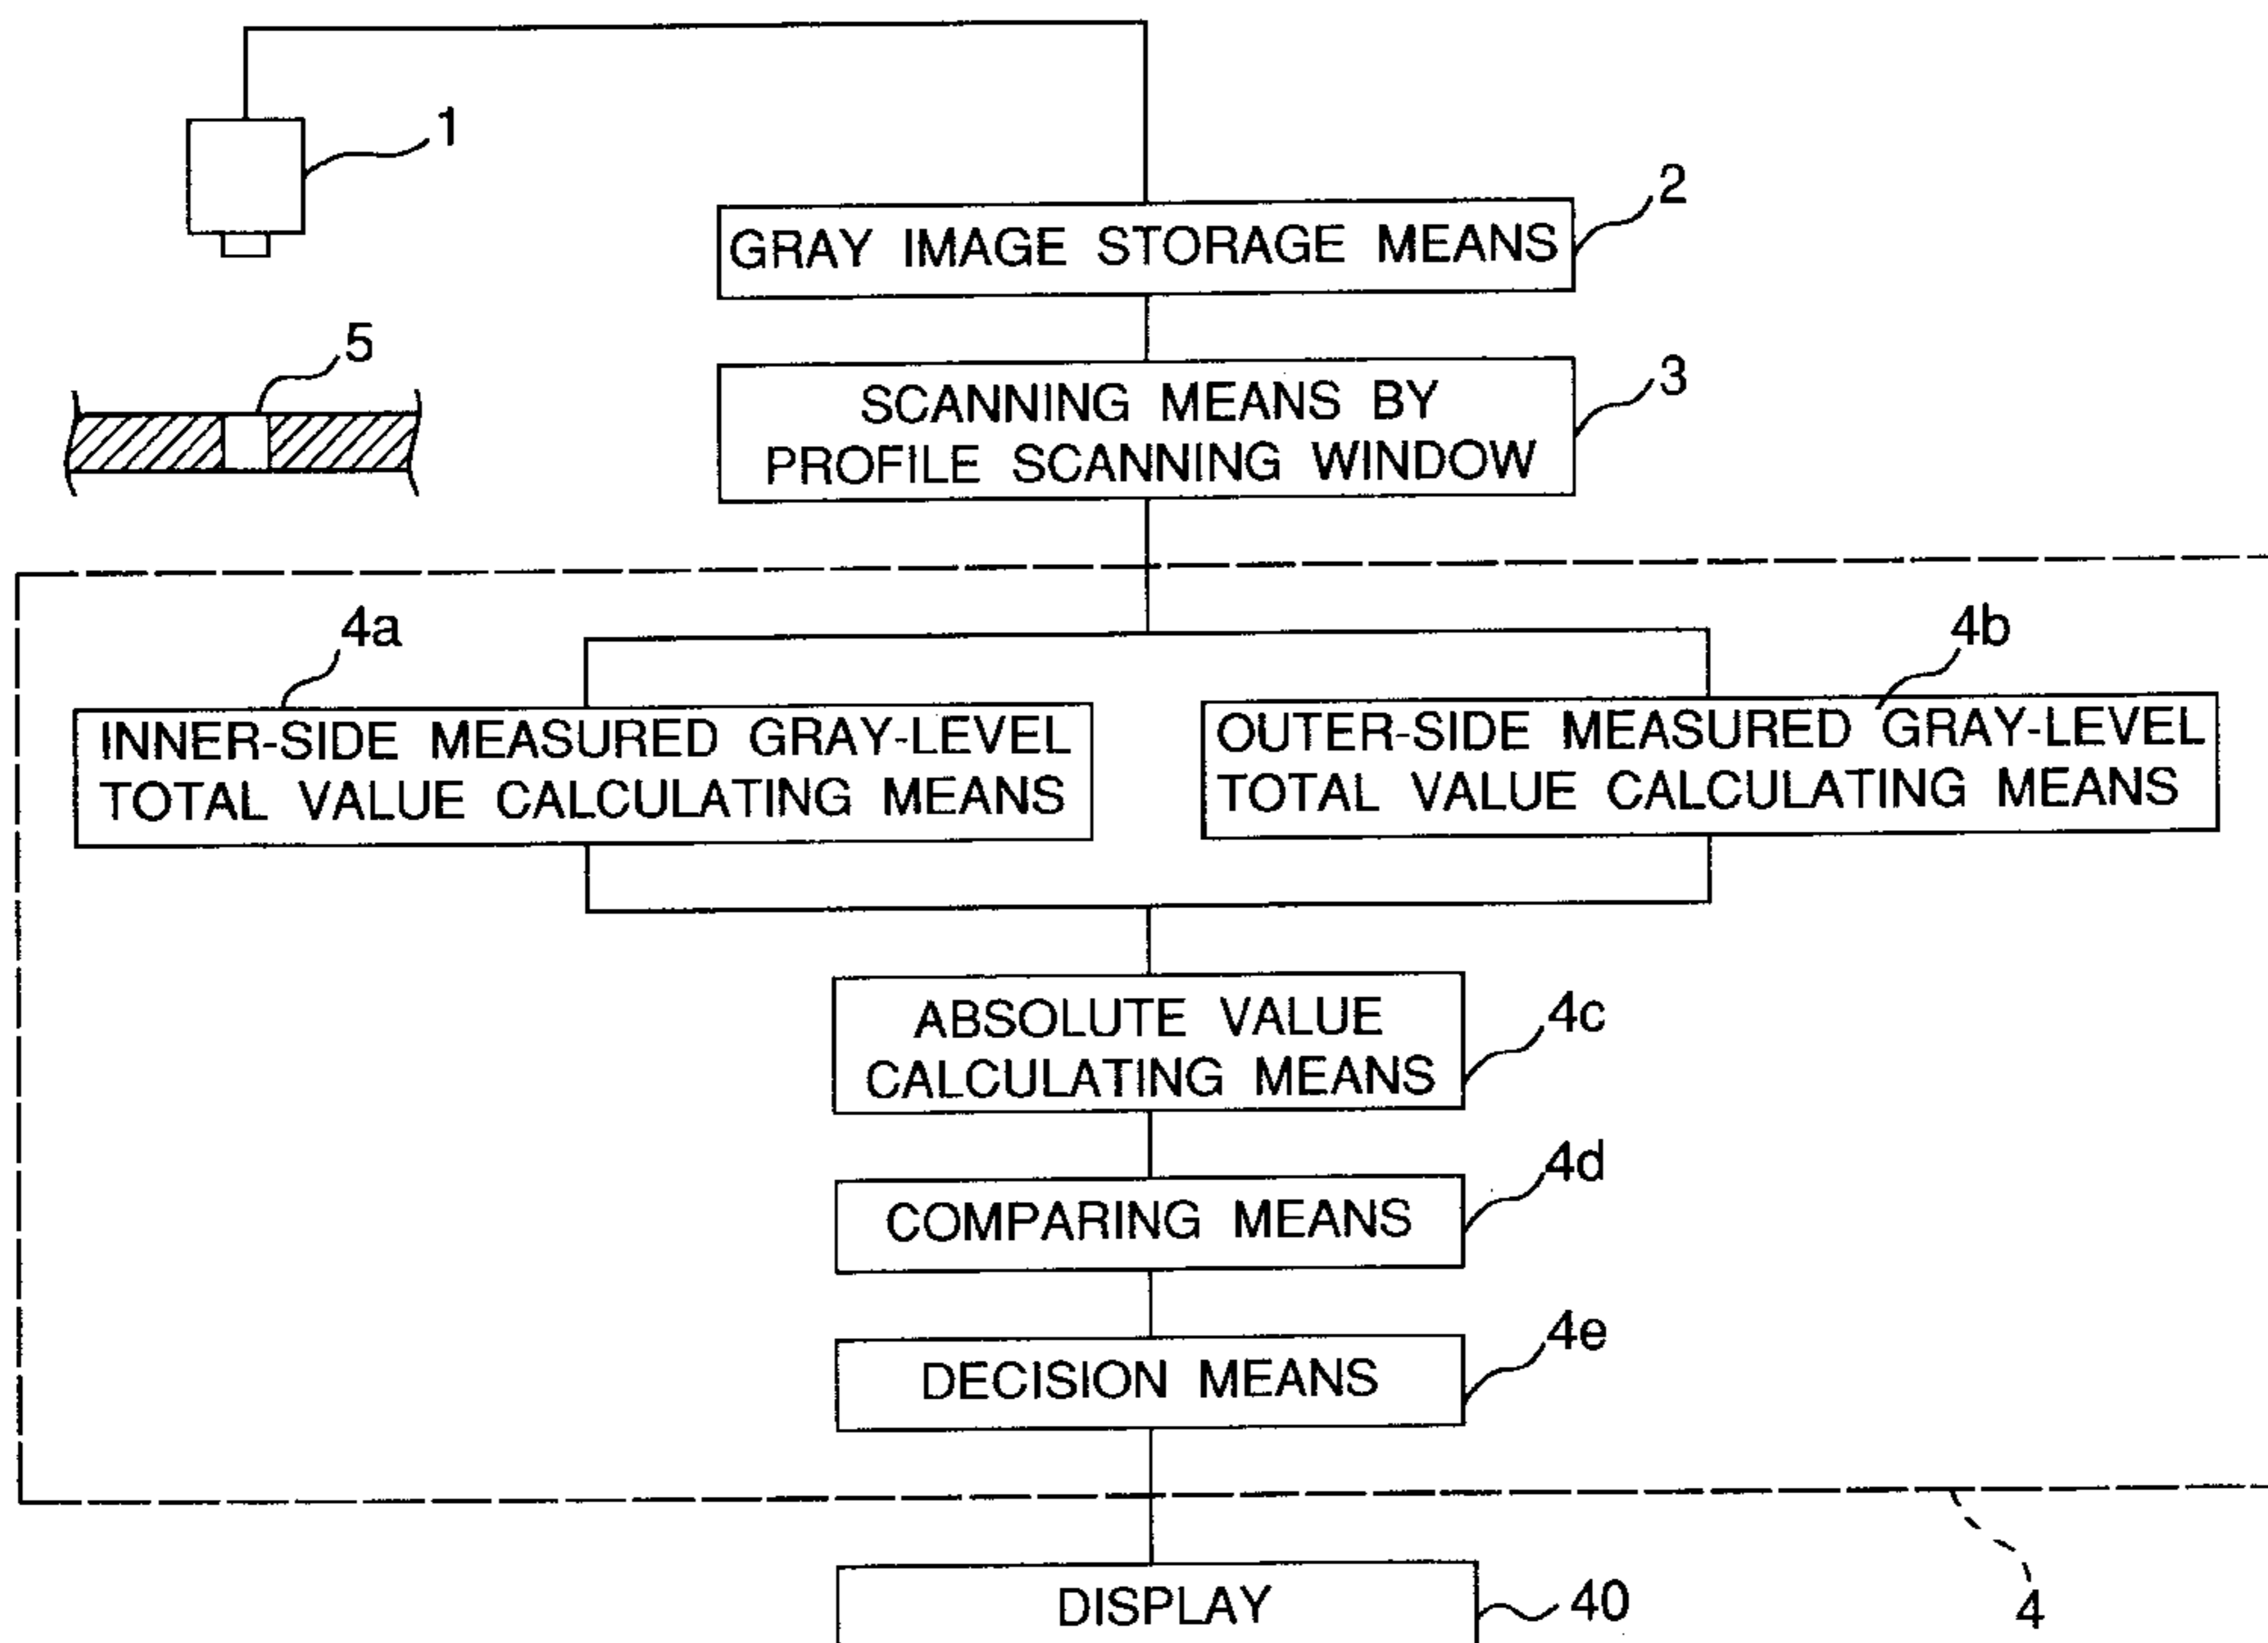 1
2
GRAY IMAGE STORAGE MEANS
5
3
SCANNING MEANS BY
PROFILE SCANNING WINDOW
4a
4b
INNER-SIDE MEASURED GRAY-LEVEL
TOTAL VALUE CALCULATING MEANS
OUTER-SIDE MEASURED GRAY-LEVEL
TOTAL VALUE CALCULATING MEANS
ABSOLUTE VALUE
CALCULATING MEANS
4c
COMPARING MEANS
4d
DECISION MEANS
4e
DISPLAY
40
4